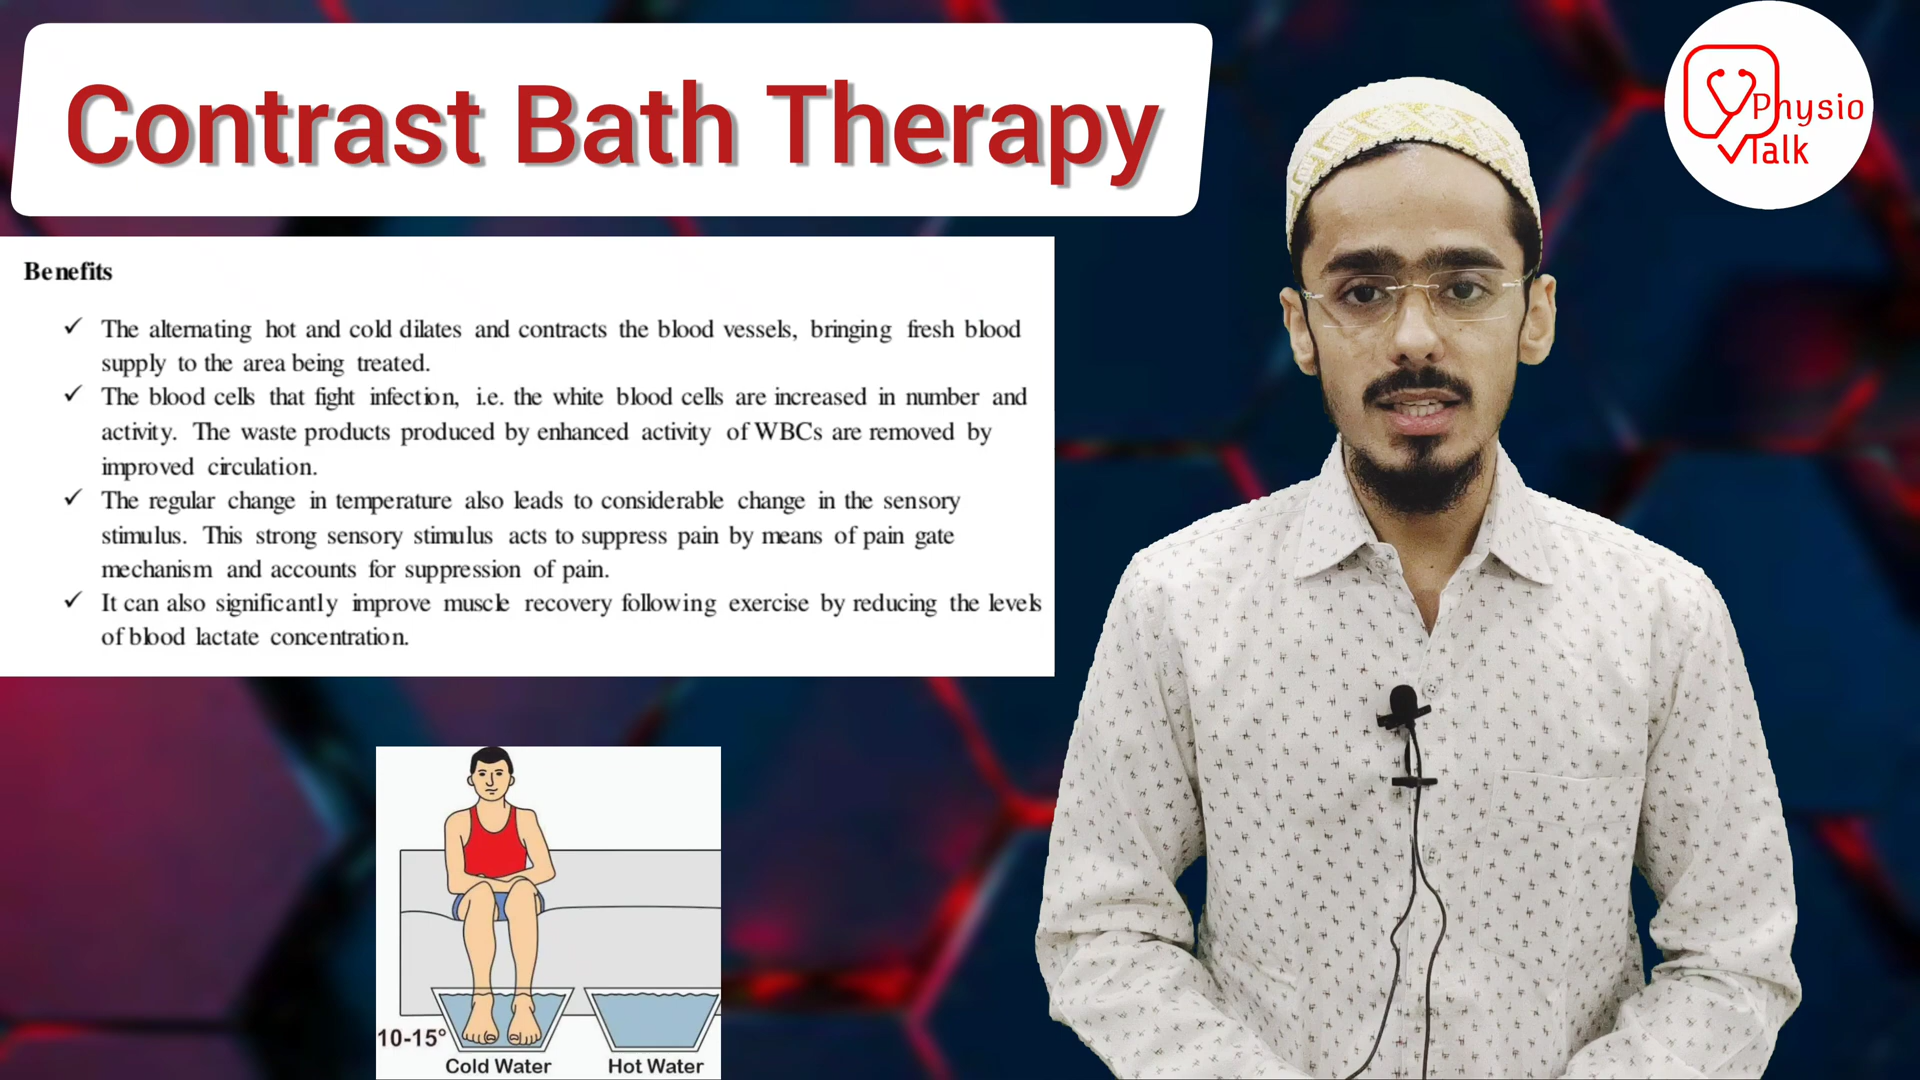 Contrast Bath Therapy
Physio
Talk
Benefits
✓ The alternating hot and cold dilates and contracts the blood vessels, bringing fresh blood
supply to the area being treated.
✓ The blood cells that fight infection, i.e. the white blood cells are increased in number and
activity. The waste products produced by enhanced activity of WBCs are removed by
improved circulation.
✓ The regular change in temperature also leads to considerable change in the sensory
stimulus. This strong sensory stimulus acts to suppress pain by means of pain gate
mechanism and accounts for suppression of pain.
✓ It can also significantly improve muscle recovery following exercise by reducing the levels
of blood lactate concentration.
10-15°
Cold Water
Hot Water